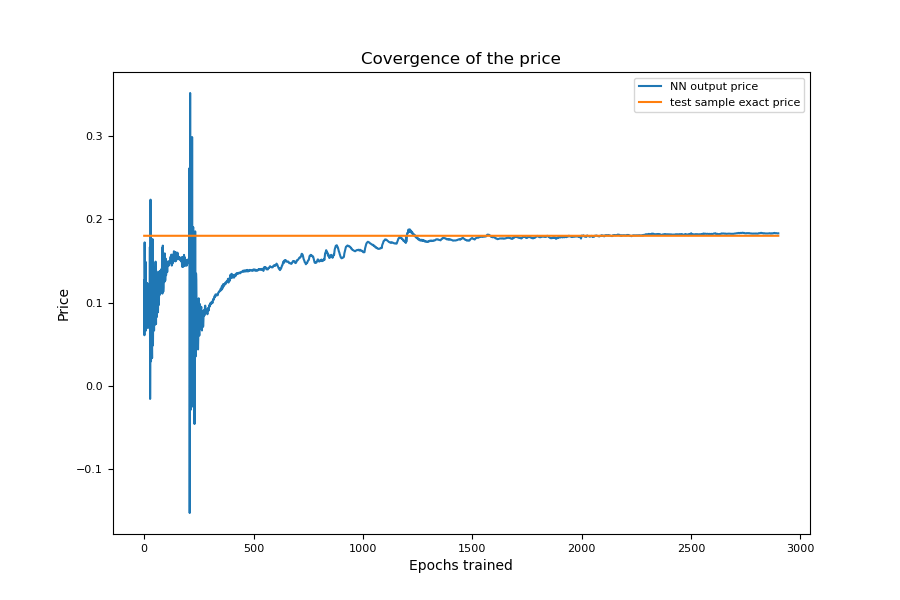 Covergence of the price
NN output price
test sample exact price
Price
0.3
0.2
0.1
0.0
−0.1
0
500
1000
1500
2000
2500
3000
Epochs trained